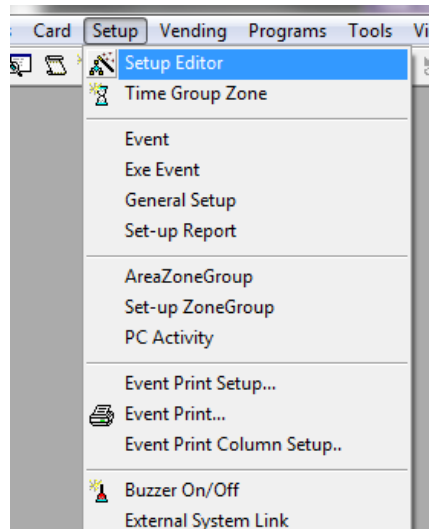 Card Setup Vending Programs Tools
Setup Editor
Time Group Zone
Event
Exe Event
General Setup
Set-up Report
AreaZoneGroup
Set-up ZoneGroup
PC Activity
Event Print Setup...
Event Print...
Event Print Column Setup..
Buzzer On/Off
External System Link